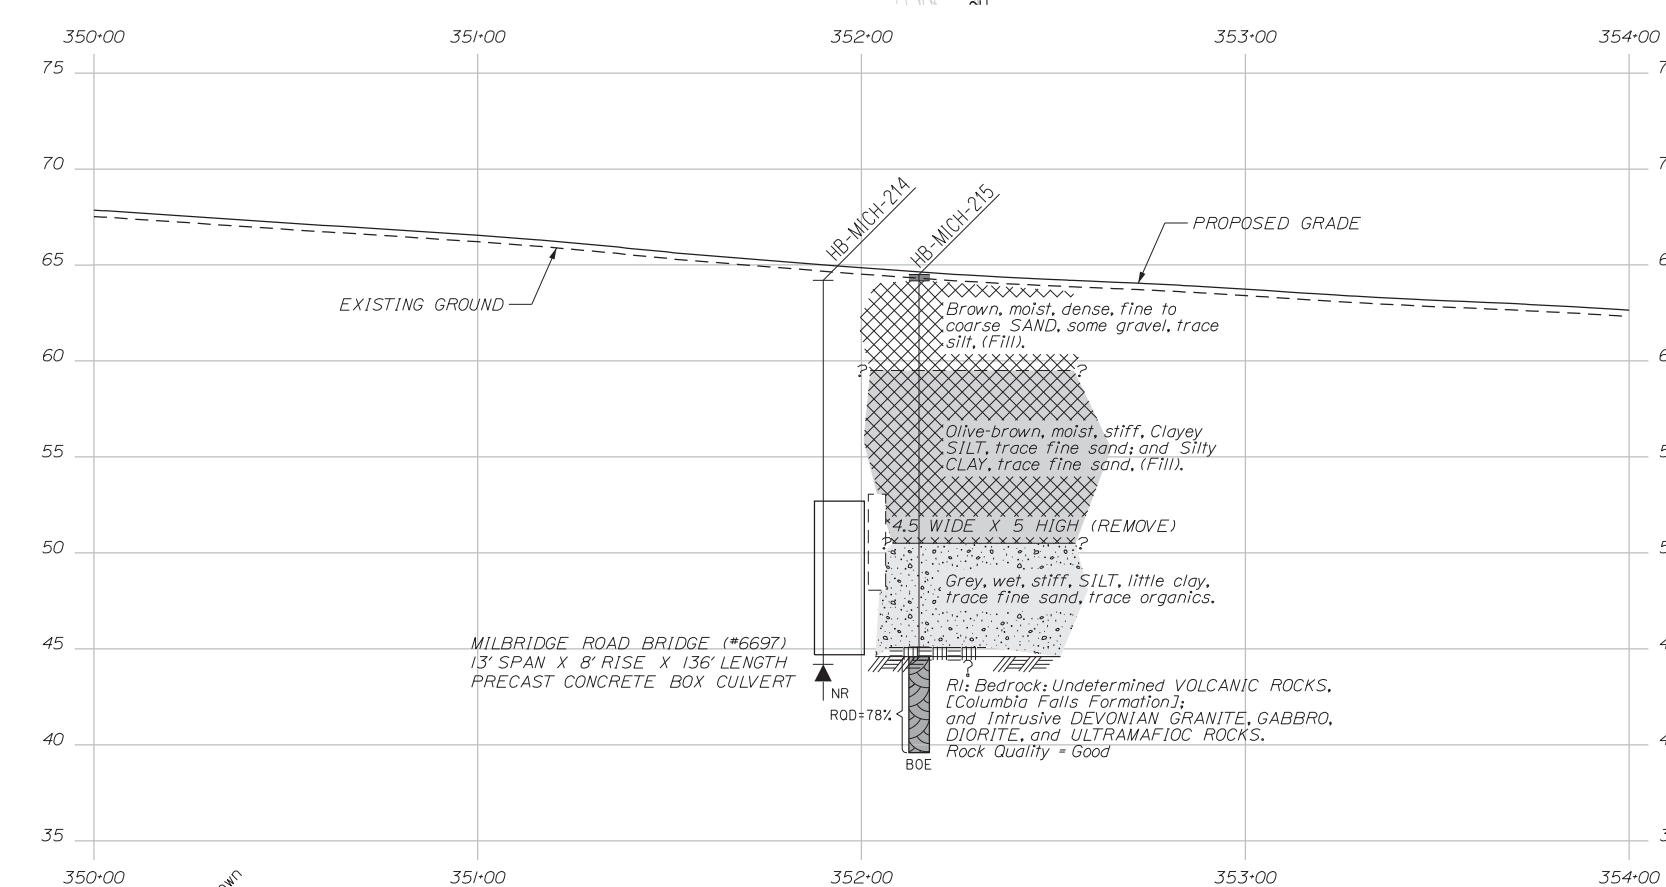 350+00 351+00 352+00 353+00 354+00
75
70
HB-MICH-214
HB-MICH-215
PROPOSED GRADE
65
EXISTING GROUND
Brown, moist, dense, fine to
coarse SAND, some gravel, trace
silt, (Fill).
60
? ?
Olive-brown, moist, stiff, Clayey
SILT, trace fine sand; and Silty
CLAY, trace fine sand, (Fill).
55
4.5 WIDE X 5 HIGH (REMOVE)
? ?
50
Grey, wet, stiff, SILT, little clay,
trace fine sand, trace organics.
45
MILBRIDGE ROAD BRIDGE (#6697)
13' SPAN X 8' RISE X 136' LENGTH
PRECAST CONCRETE BOX CULVERT
?
NR
RQD=78%
R1: Bedrock: Undetermined VOLCANIC ROCKS,
[Columbia Falls Formation];
and Intrusive DEVONIAN GRANITE, GABBRO,
DIORITE, and ULTRAMAFIOC ROCKS.
Rock Quality = Good
40
BOE
35
350+00 351+00 352+00 353+00 354+00